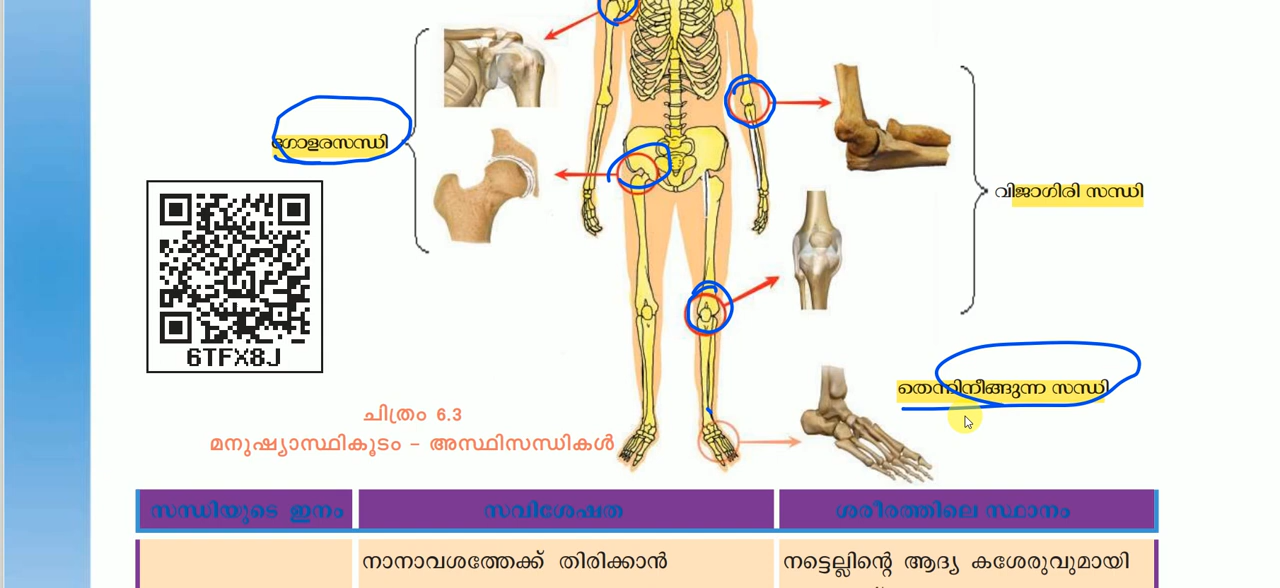 ഗോളരസന്ധി
വിജാഗിരി സന്ധി
6TFX8J
തെന്നിനീങ്ങുന്ന സന്ധി
ചിത്രം 6.3
മനുഷ്യാസ്ഥികൂടം - അസ്ഥിസന്ധികൾ
സന്ധിയുടെ ഇനം സവിശേഷത ശരീരത്തിലെ സ്ഥാനം
നാനാവശത്തേക്ക് തിരിക്കാൻ നട്ടെല്ലിന്റെ ആദ്യ കശേരുവുമായി